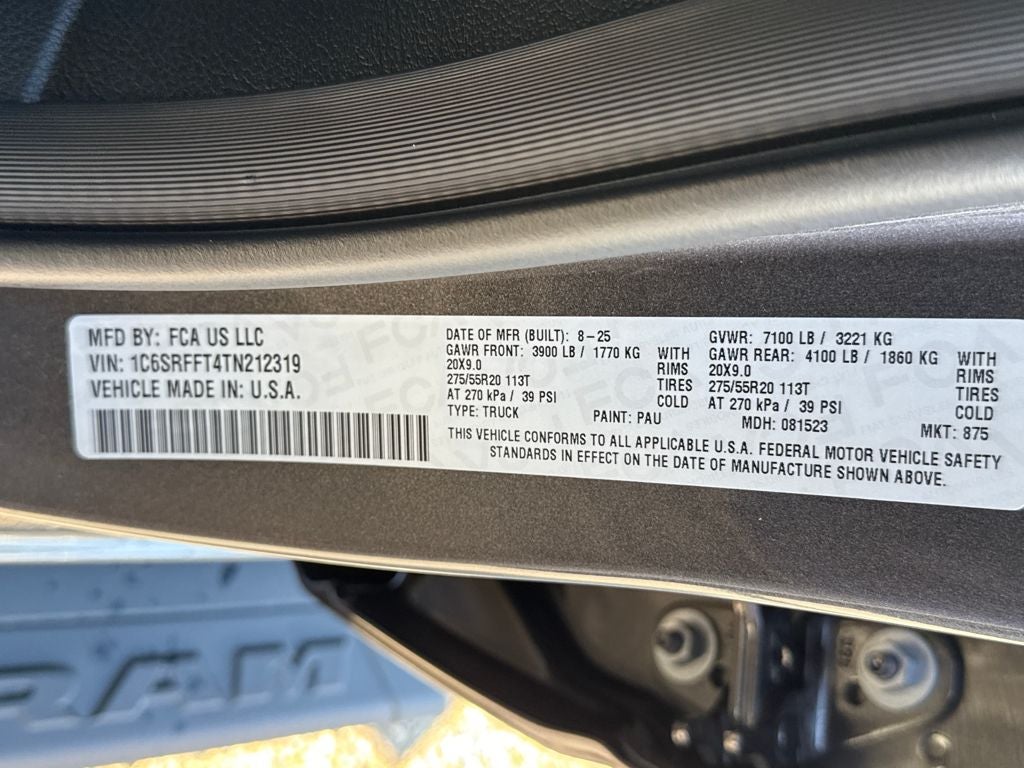 MFD BY: FCA US LLC
VIN: 1C6SRFFT4TN212319
VEHICLE MADE IN: U.S.A.
DATE OF MFR (BUILT): 8-25
GAWR FRONT: 3900 LB / 1770 KG WITH
20X9.0 RIMS
275/55R20 113T TIRES
AT 270 kPa / 39 PSI COLD
TYPE: TRUCK PAINT: PAU
GVWR: 7100 LB / 3221 KG
GAWR REAR: 4100 LB / 1860 KG WITH
20X9.0 RIMS
275/55R20 113T TIRES
AT 270 kPa / 39 PSI COLD
MDH: 081523 MKT: 875
THIS VEHICLE CONFORMS TO ALL APPLICABLE U.S.A. FEDERAL MOTOR VEHICLE SAFETY
STANDARDS IN EFFECT ON THE DATE OF MANUFACTURE SHOWN ABOVE.
RAM